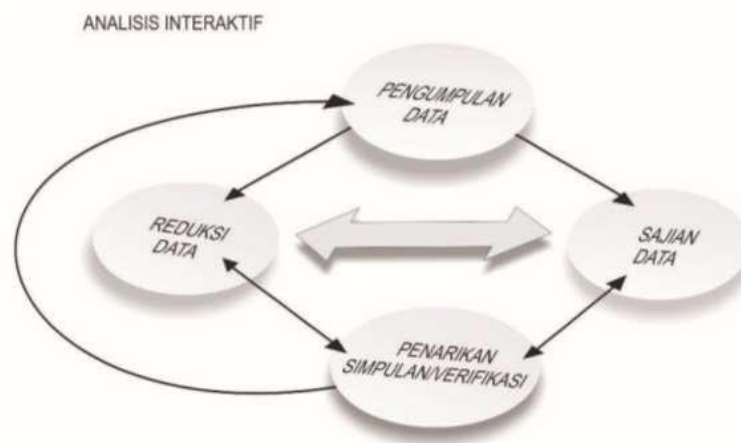 ANALISIS INTERAKTIF
PENGUMPULAN
DATA
REDUKSI
DATA
SAJIAN
DATA
PENARIKAN
SIMPULAN/VERIFIKASI